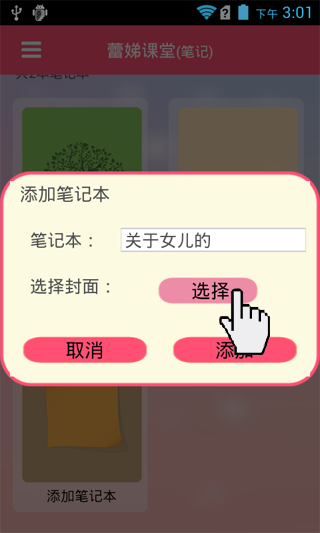 下午 3:01
蕾娣课堂(笔记)
共2本笔记本
添加笔记本
笔记本：
关于女儿的
选择封面：
选择
取消
添加
添加笔记本